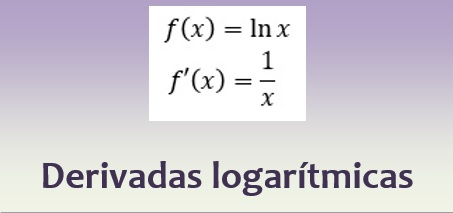 f(x) = ln x
f′(x) = 1/x
Derivadas logarítmicas